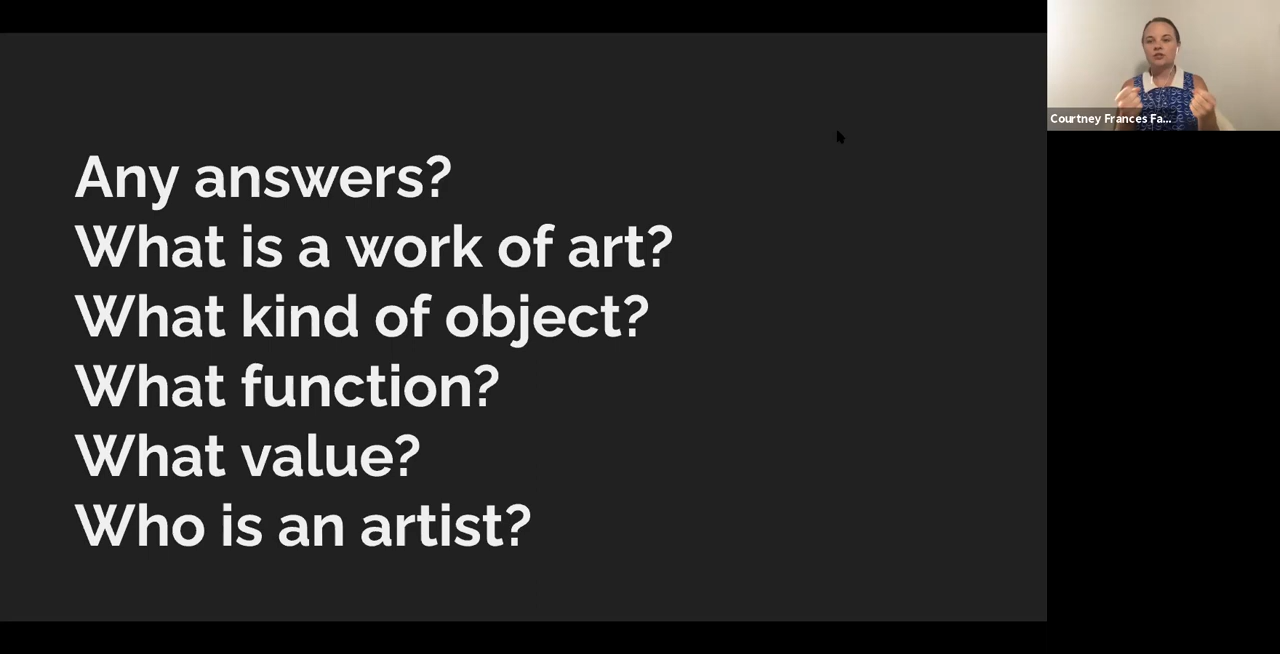 Any answers?
What is a work of art?
What kind of object?
What function?
What value?
Who is an artist?
Courtney Frances Fa...